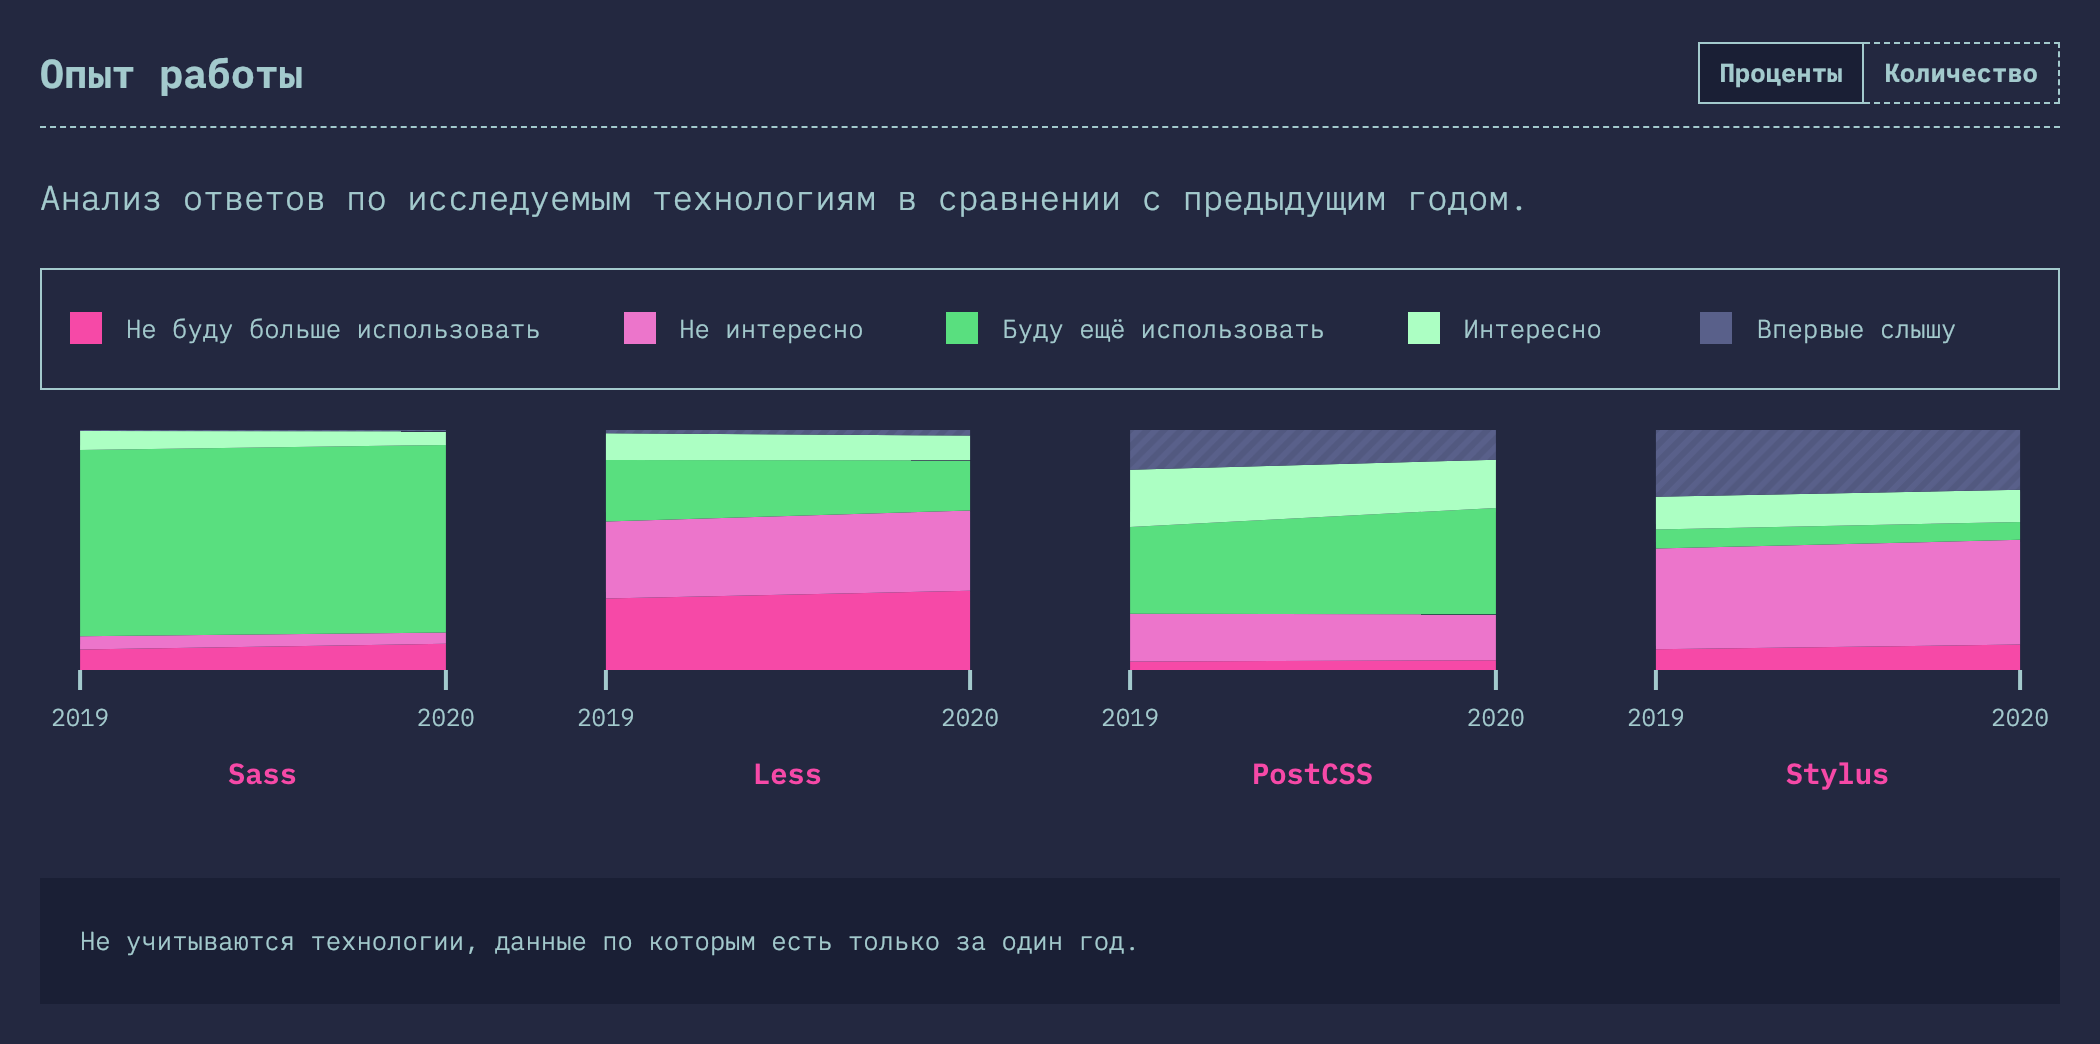 Опыт работы
Проценты
Количество
Анализ ответов по исследуемым технологиям в сравнении с предыдущим годом.
Не буду больше использовать
Не интересно
Буду ещё использовать
Интересно
Впервые слышу
2019 2020
Sass
2019 2020
Less
2019 2020
PostCSS
2019 2020
Stylus
Не учитываются технологии, данные по которым есть только за один год.